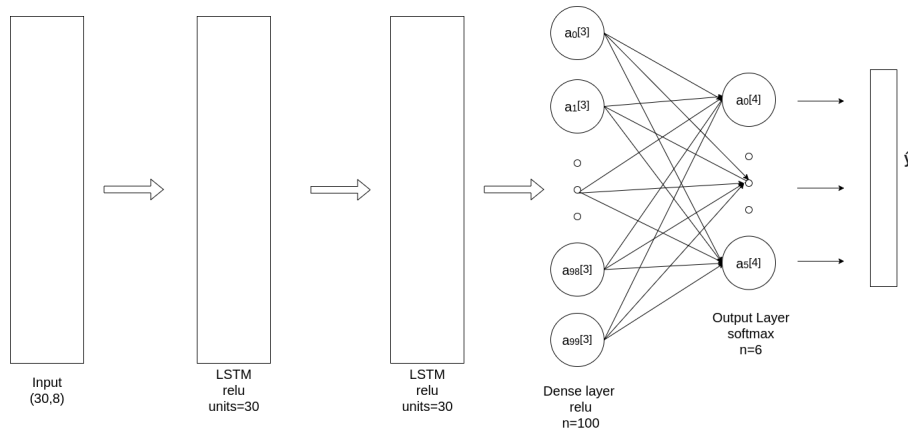 Input
(30,8)
LSTM
relu
units=30
LSTM
relu
units=30
a0[3]
a1[3]
a98[3]
a99[3]
Dense layer
relu
n=100
a0[4]
a5[4]
Output Layer
softmax
n=6